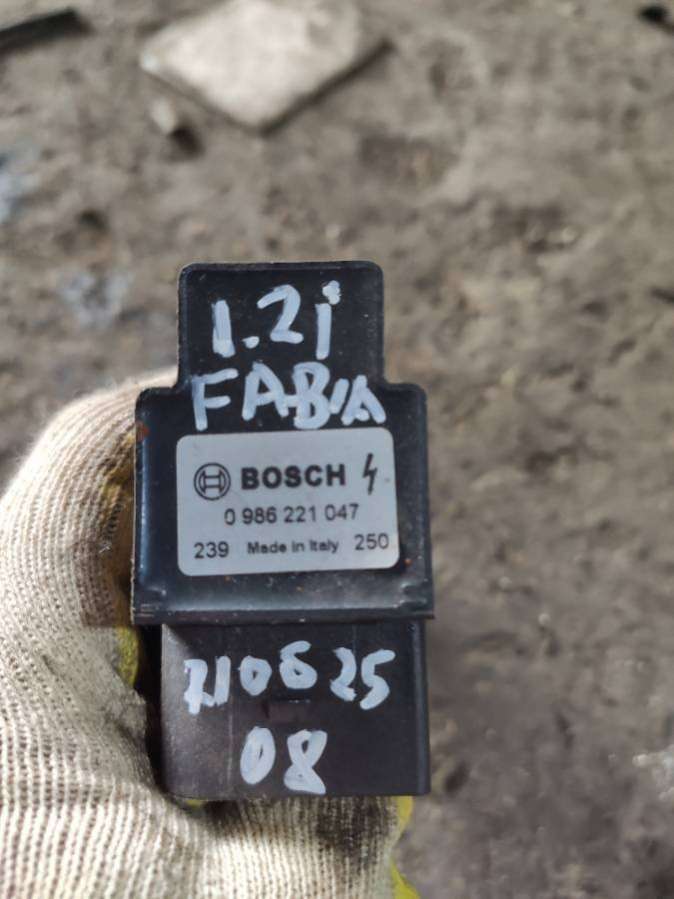 1.2i
FABIA
BOSCH
0 986 221 047
239 Made in Italy 250
210625
08